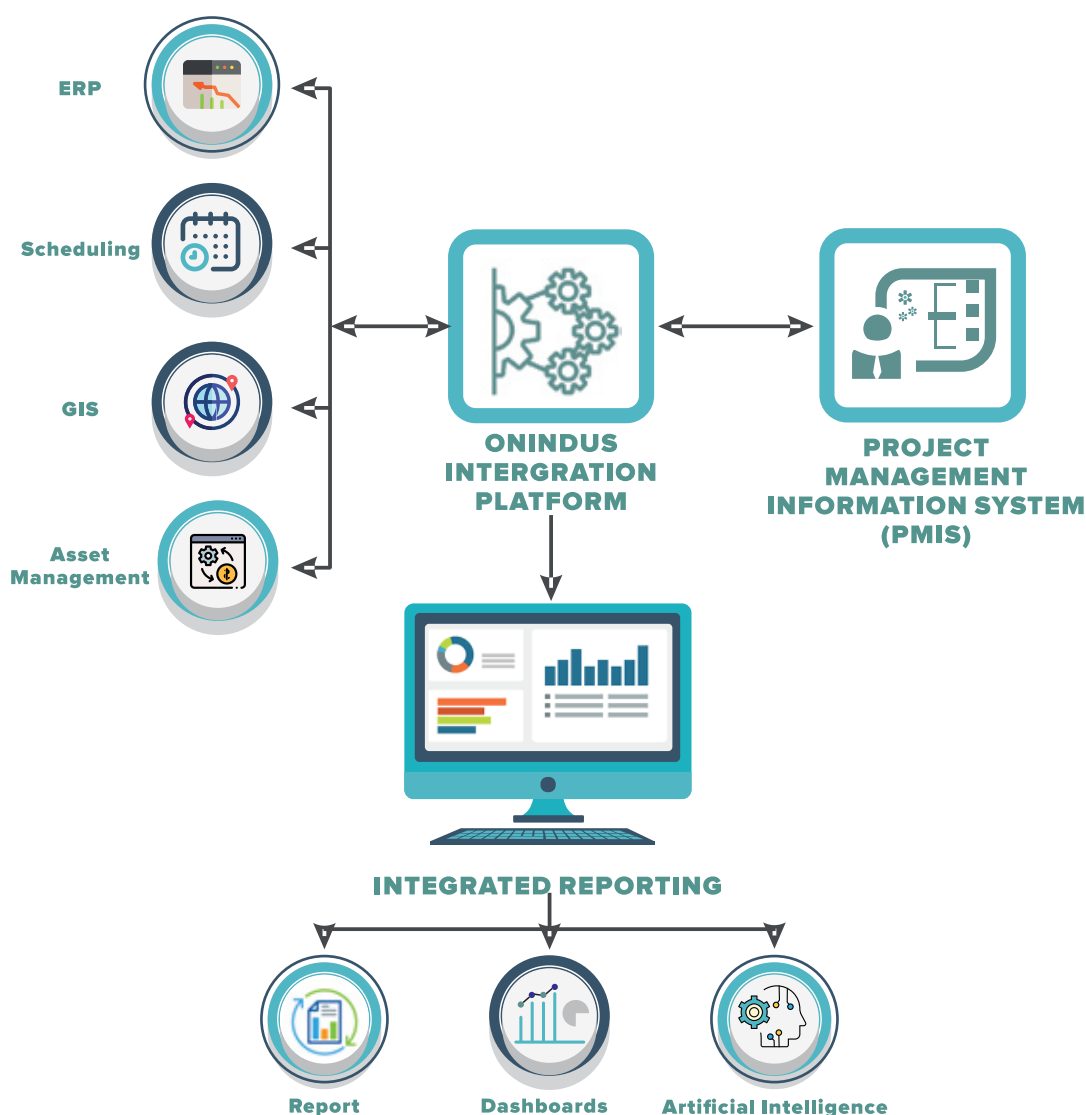 ERP
Scheduling
GIS
Asset
Management
ONINDUS
INTERGRATION
PLATFORM
PROJECT
MANAGEMENT
INFORMATION SYSTEM
(PMIS)
INTEGRATED REPORTING
Report
Dashboards
Artificial Intelligence